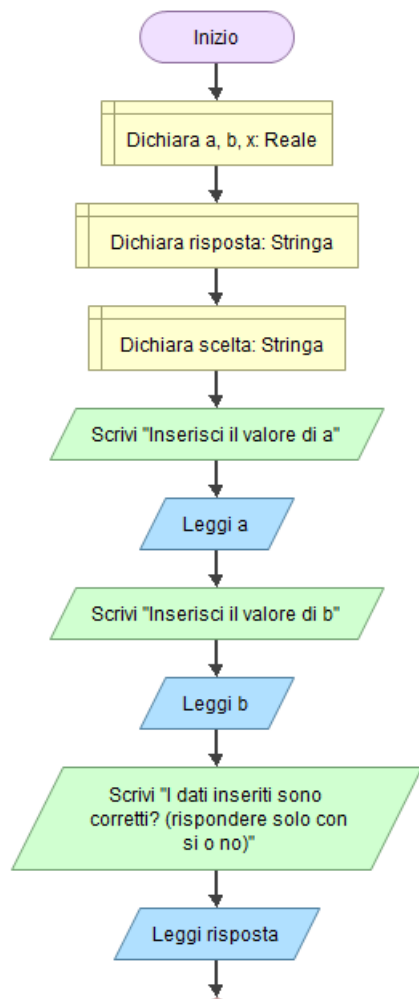 Inizio
Dichiara a, b, x: Reale
Dichiara risposta: Stringa
Dichiara scelta: Stringa
Scrivi "Inserisci il valore di a"
Leggi a
Scrivi "Inserisci il valore di b"
Leggi b
Scrivi "I dati inseriti sono
corretti? (rispondere solo con
si o no)"
Leggi risposta